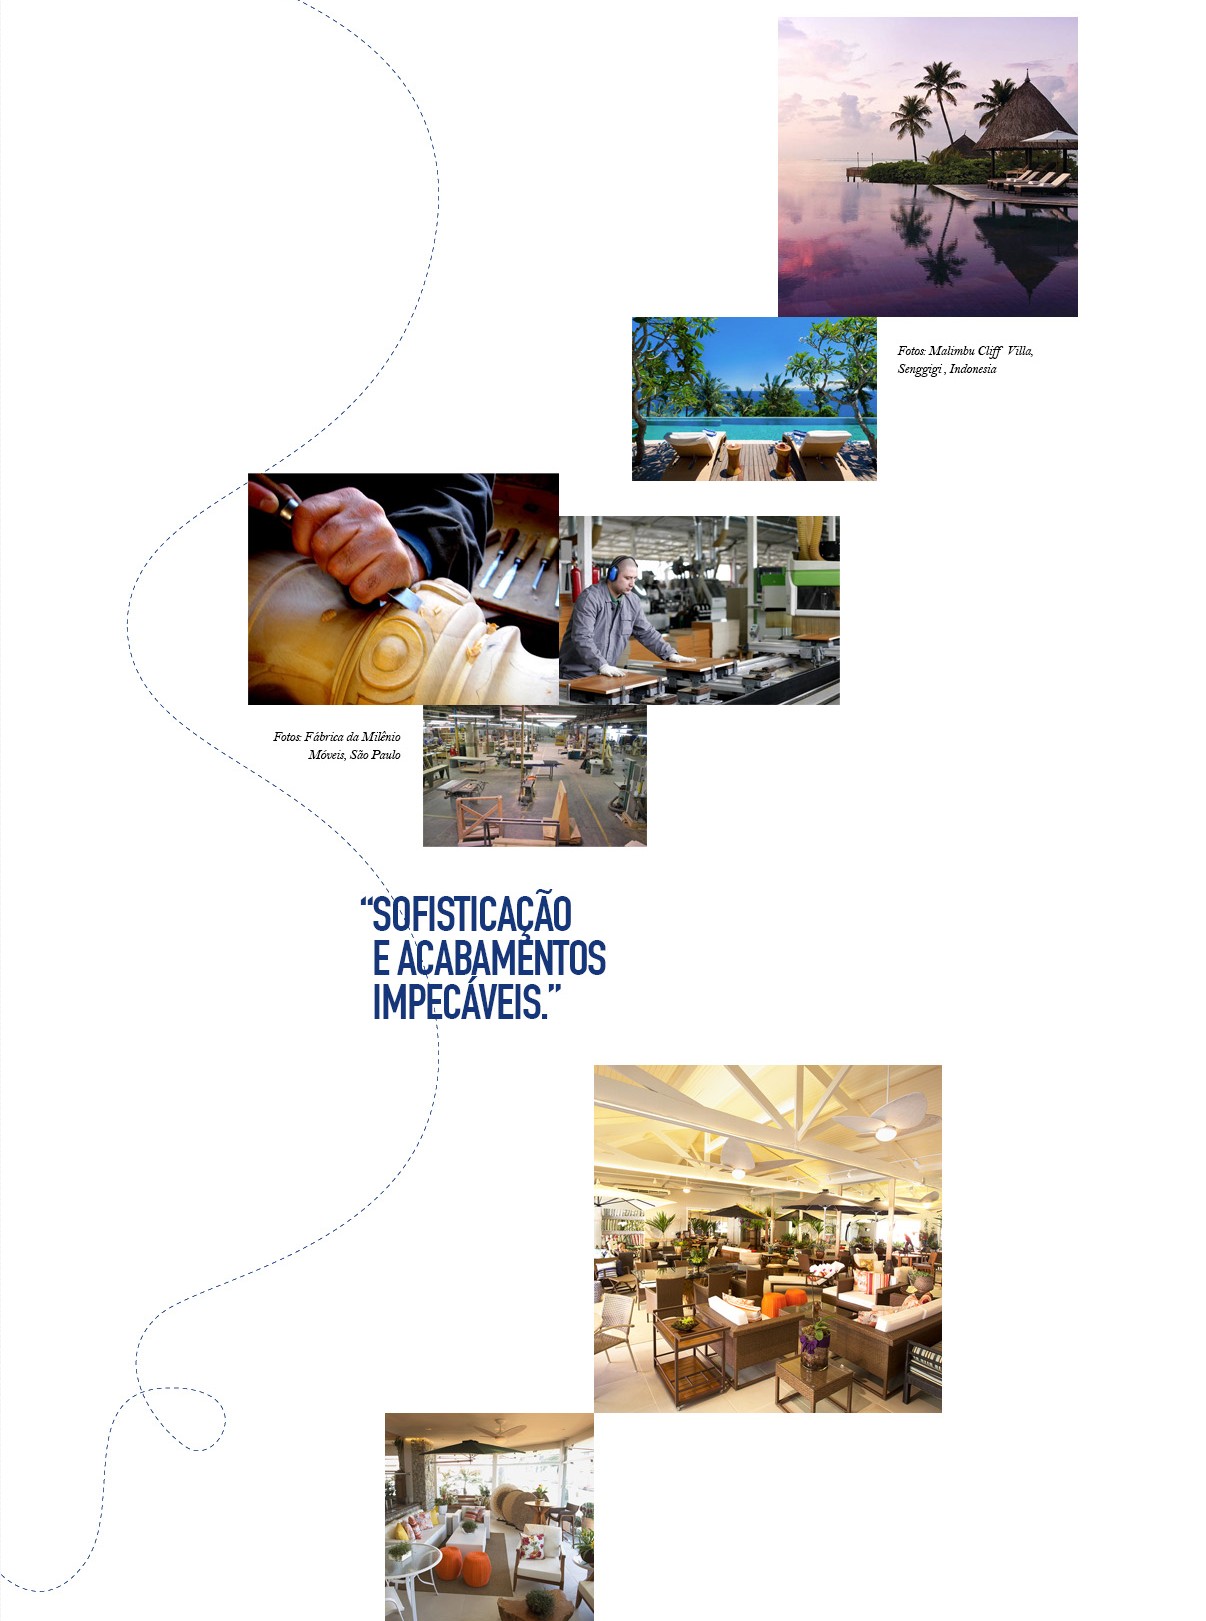 Fotos: Malimbu Cliff Villa,
Senggigi , Indonesia
Fotos: Fábrica da Milênio
Móveis, São Paulo
“SOFISTICAÇÃO
E ACABAMENTOS
IMPECÁVEIS.”